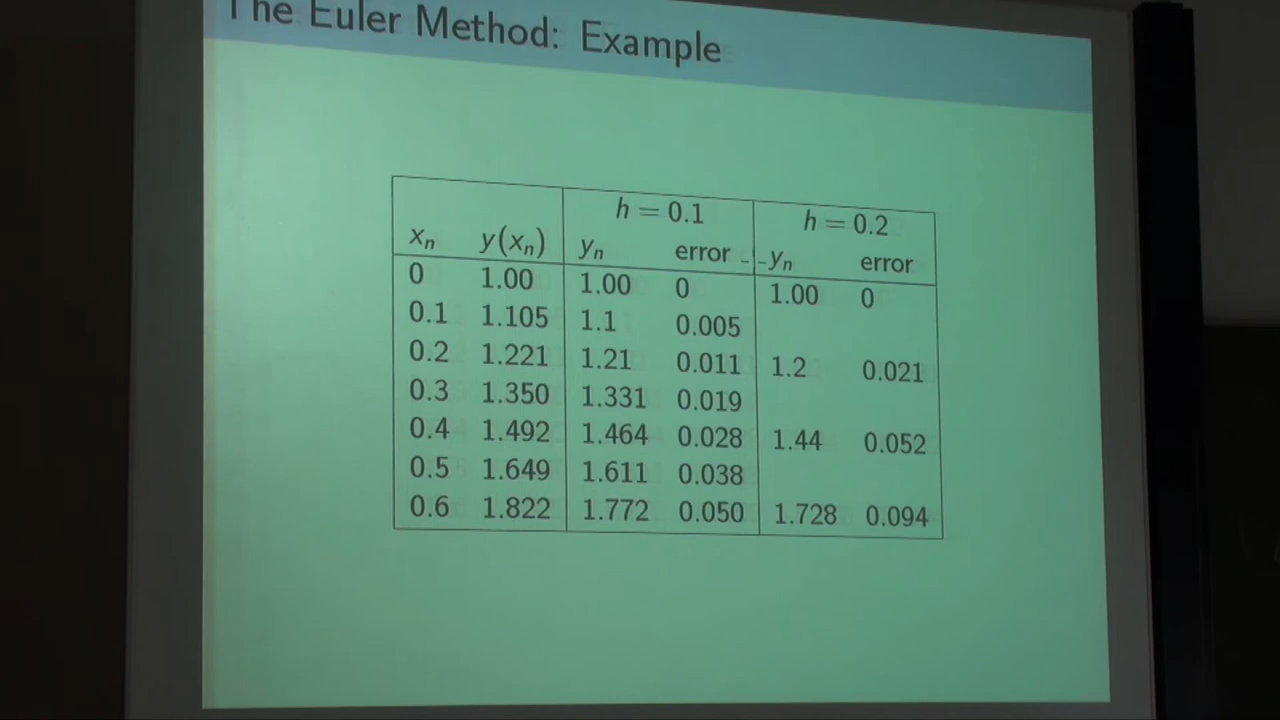 The Euler Method: Example
h = 0.1 h = 0.2
xₙ y(xₙ) yₙ error yₙ error
0 1.00 1.00 0 1.00 0
0.1 1.105 1.1 0.005
0.2 1.221 1.21 0.011 1.2 0.021
0.3 1.350 1.331 0.019
0.4 1.492 1.464 0.028 1.44 0.052
0.5 1.649 1.611 0.038
0.6 1.822 1.772 0.050 1.728 0.094